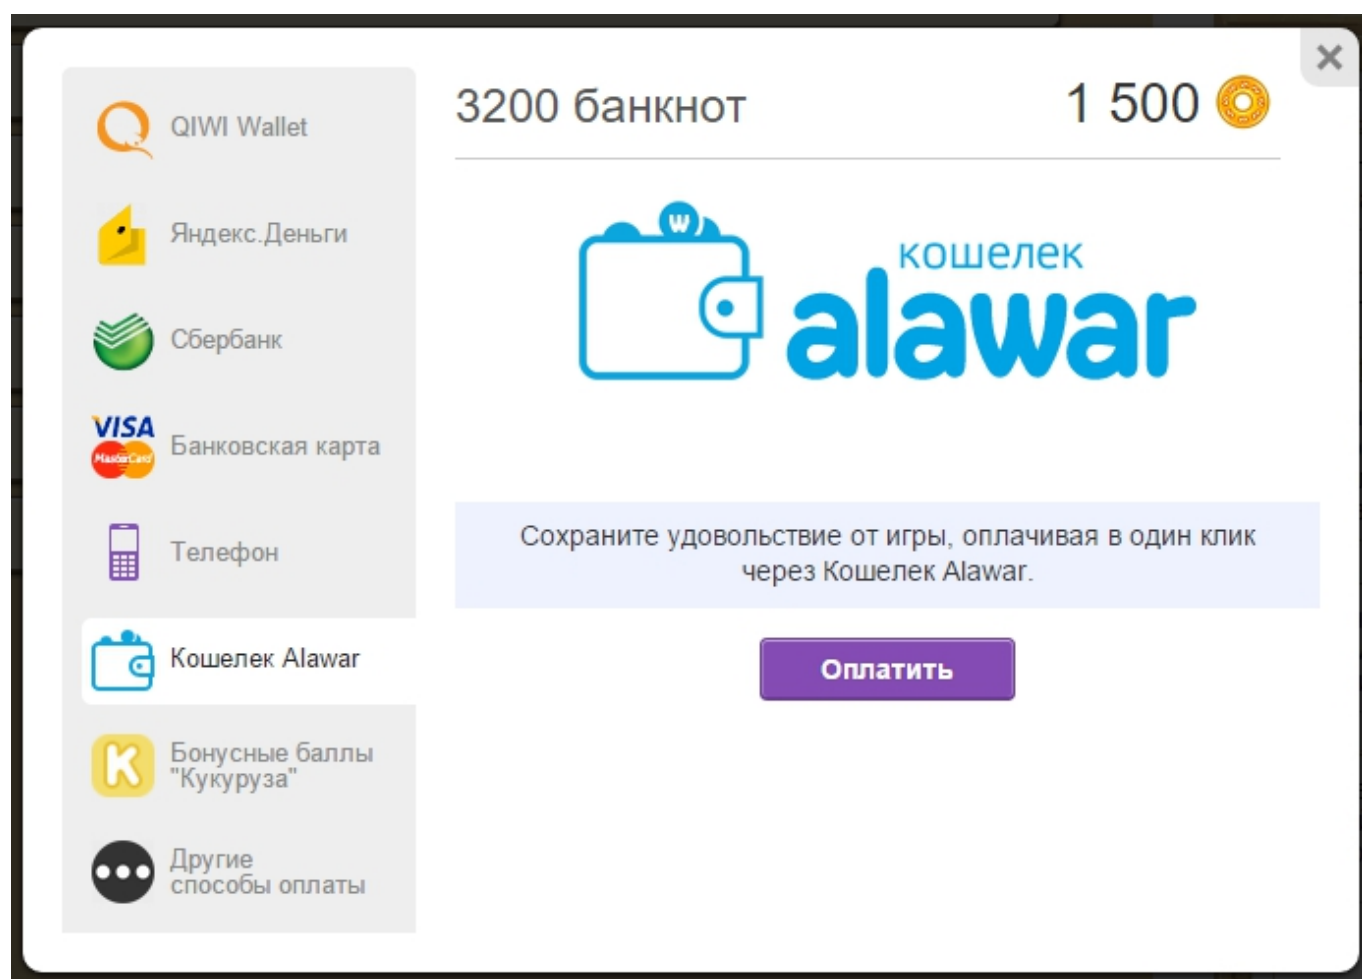 QIWI Wallet
Яндекс.Деньги
Сбербанк
VISA
MasterCard
Банковская карта
Телефон
Кошелек Alawar
K
Бонусные баллы
"Кукуруза"
Другие
способы оплаты
3200 банкнот
1 500
w
кошелек
alawar
Сохраните удовольствие от игры, оплачивая в один клик
через Кошелек Alawar.
Оплатить